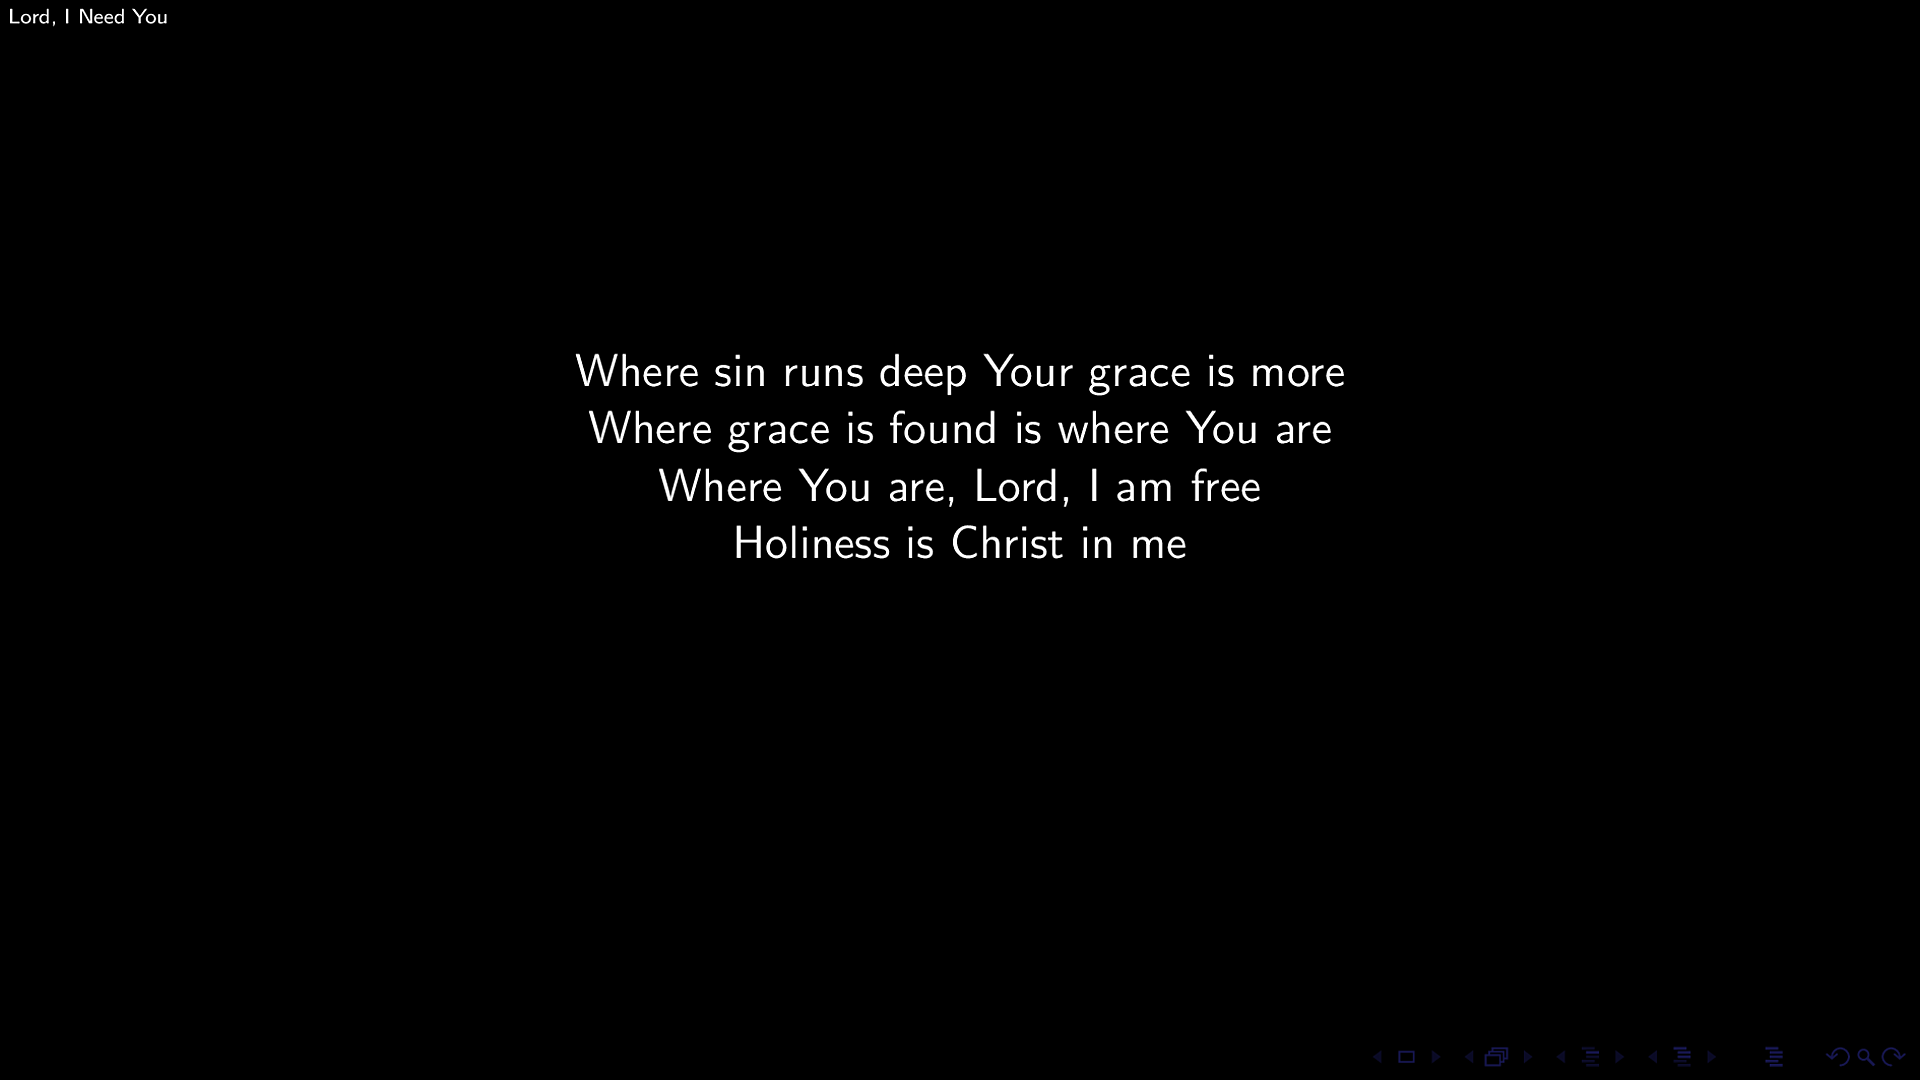 Lord, I Need You
Where sin runs deep Your grace is more
Where grace is found is where You are
Where You are, Lord, I am free
Holiness is Christ in me